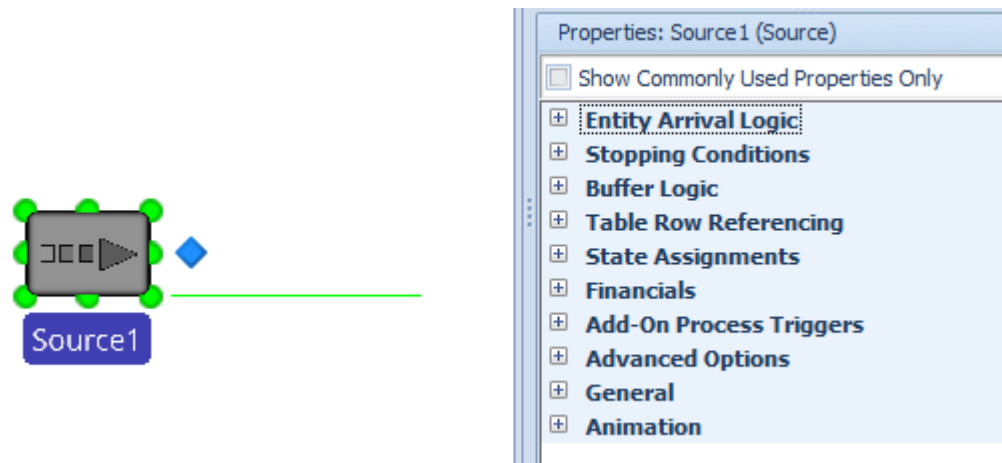 Source1
Properties: Source1 (Source)
Show Commonly Used Properties Only
Entity Arrival Logic
Stopping Conditions
Buffer Logic
Table Row Referencing
State Assignments
Financials
Add-On Process Triggers
Advanced Options
General
Animation